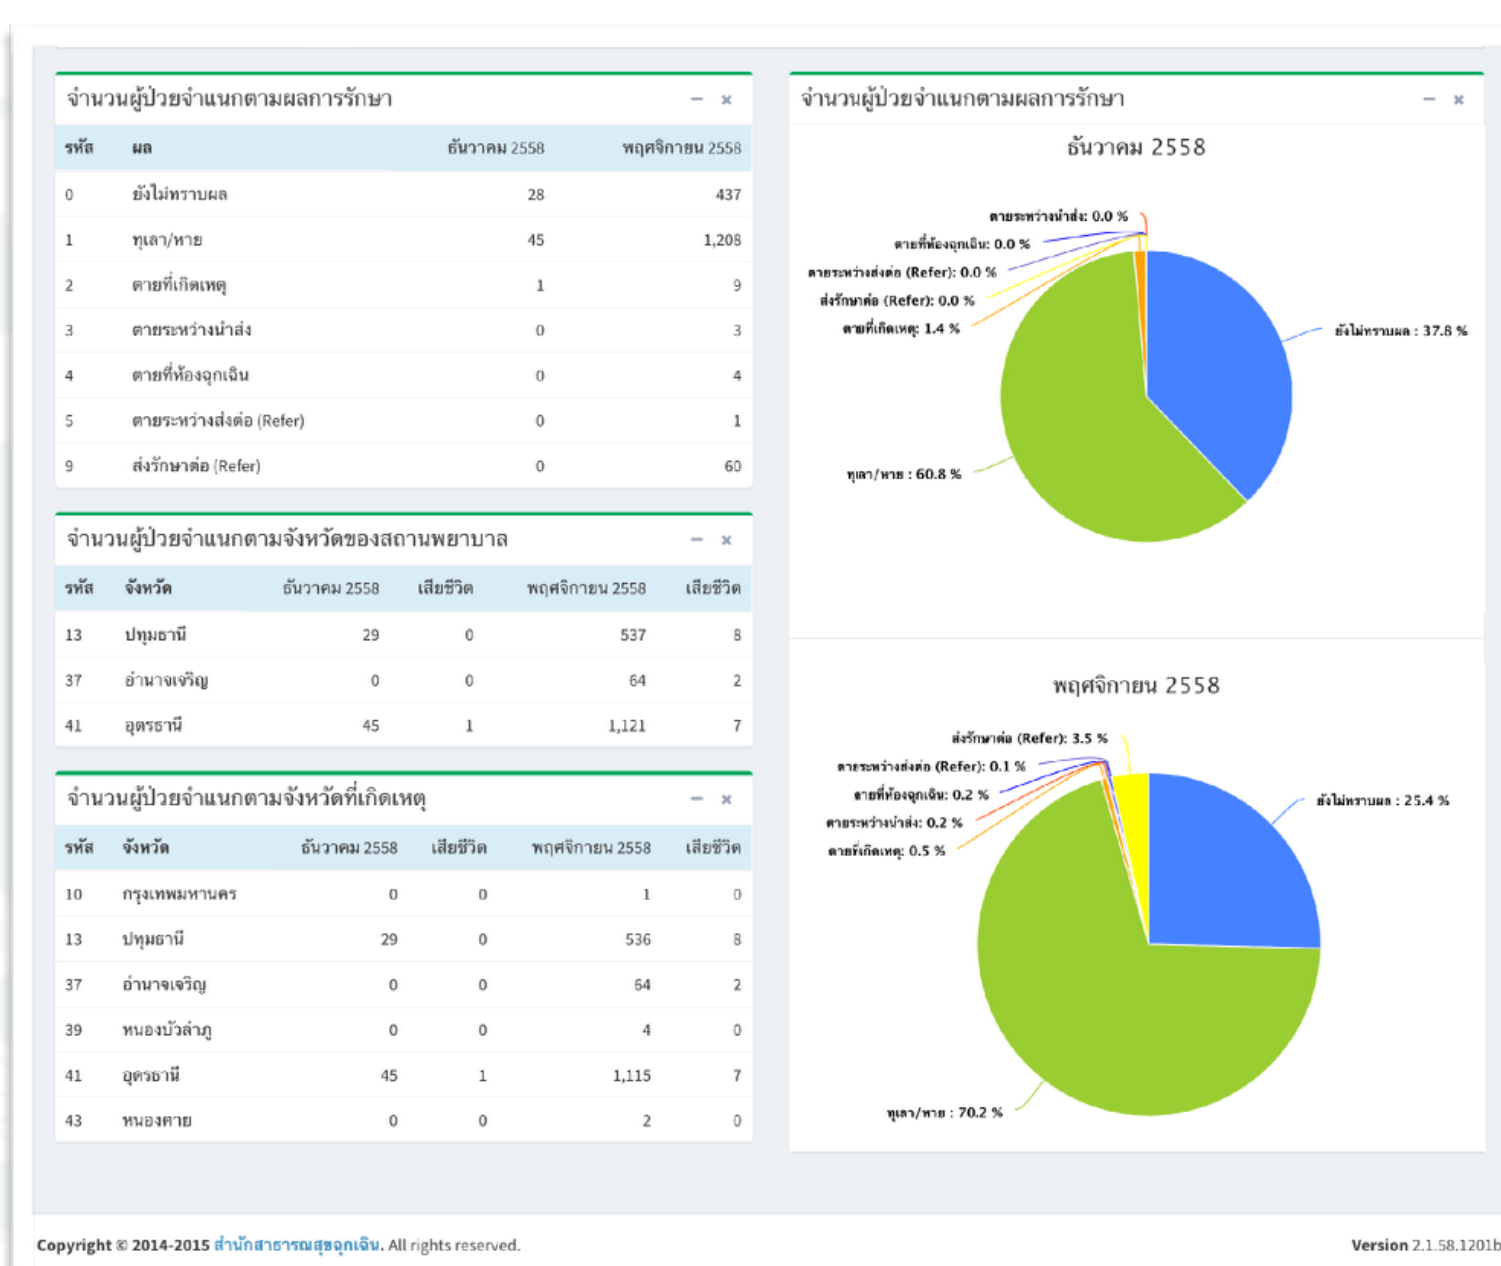 จำนวนผู้ป่วยจำแนกตามผลการรักษา
รหัส ผล ธันวาคม 2558 พฤศจิกายน 2558
0 ยังไม่ทราบผล 28 437
1 ทุเลา/หาย 45 1,208
2 ตายที่เกิดเหตุ 1 9
3 ตายระหว่างนำส่ง 0 3
4 ตายที่ห้องฉุกเฉิน 0 4
5 ตายระหว่างส่งต่อ (Refer) 0 1
9 ส่งรักษาต่อ (Refer) 0 60
จำนวนผู้ป่วยจำแนกตามจังหวัดของสถานพยาบาล
รหัส จังหวัด ธันวาคม 2558 เสียชีวิต พฤศจิกายน 2558 เสียชีวิต
13 ปทุมธานี 29 0 537 8
37 อำนาจเจริญ 0 0 64 2
41 อุดรธานี 45 1 1,121 7
จำนวนผู้ป่วยจำแนกตามจังหวัดที่เกิดเหตุ
รหัส จังหวัด ธันวาคม 2558 เสียชีวิต พฤศจิกายน 2558 เสียชีวิต
10 กรุงเทพมหานคร 0 0 1 0
13 ปทุมธานี 29 0 536 8
37 อำนาจเจริญ 0 0 64 2
39 หนองบัวลำภู 0 0 4 0
41 อุดรธานี 45 1 1,115 7
43 หนองคาย 0 0 2 0
จำนวนผู้ป่วยจำแนกตามผลการรักษา
ธันวาคม 2558
ตายระหว่างนำส่ง: 0.0 %
ตายที่ห้องฉุกเฉิน: 0.0 %
ตายระหว่างส่งต่อ (Refer): 0.0 %
ส่งรักษาต่อ (Refer): 0.0 %
ตายที่เกิดเหตุ: 1.4 %
ยังไม่ทราบผล : 37.8 %
ทุเลา/หาย : 60.8 %
พฤศจิกายน 2558
ส่งรักษาต่อ (Refer): 3.5 %
ตายระหว่างส่งต่อ (Refer): 0.1 %
ตายที่ห้องฉุกเฉิน: 0.2 %
ตายระหว่างนำส่ง: 0.2 %
ตายที่เกิดเหตุ: 0.5 %
ยังไม่ทราบผล : 25.4 %
ทุเลา/หาย : 70.2 %
Copyright © 2014-2015 สำนักสาธารณสุขฉุกเฉิน. All rights reserved.
Version 2.1.58.1201b